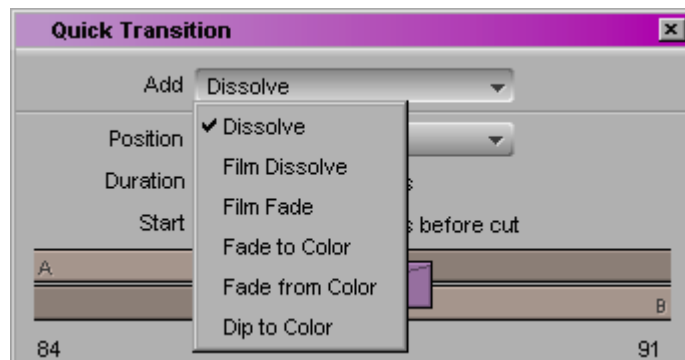 Quick Transition
Add Dissolve
✔ Dissolve
Position
Film Dissolve
Duration
Film Fade
Start before cut
Fade to Color
A
Fade from Color
B
Dip to Color
84 91